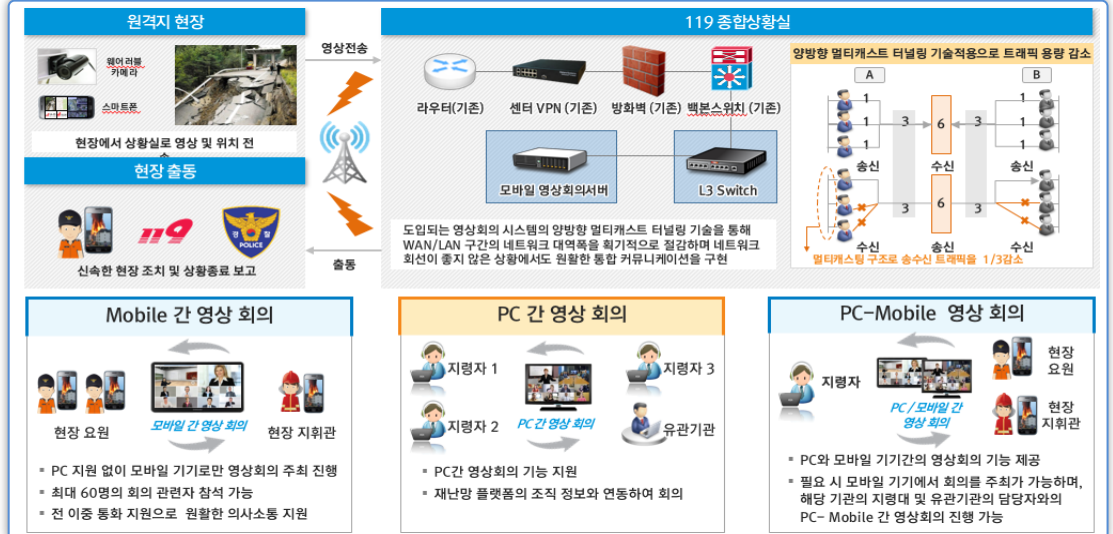 원격지 현장
웨어러블
카메라
스마트폰
현장에서 상황실로 영상 및 위치 전
영상전송
현장 출동
119
경찰
POLICE
신속한 현장 조치 및 상황종료 보고
출동
119 종합상황실
라우터(기존)
센터 VPN (기존)
방화벽 (기존)
백본스위치 (기존)
모바일 영상회의서버
L3 Switch
도입되는 영상회의 시스템의 양방향 멀티캐스트 터널링 기술을 통해
WAN/LAN 구간의 네트워크 대역폭을 획기적으로 절감하며 네트워크
회선이 좋지 않은 상황에서도 원활한 통합 커뮤니케이션을 구현
양방향 멀티캐스트 터널링 기술적용으로 트래픽 용량 감소
A
B
1
1
1
3
6
3
1
1
1
송신
수신
송신
3
6
3
수신
송신
수신
멀티캐스팅 구조로 송수신 트래픽을 1/3감소
Mobile 간 영상 회의
현장 요원
모바일 간 영상 회의
현장 지휘관
▪ PC 지원 없이 모바일 기기로만 영상회의 주최 진행
▪ 최대 60명의 회의 관련자 참석 가능
▪ 전 이중 통화 지원으로 원활한 의사소통 지원
PC 간 영상 회의
지령자 1
지령자 3
지령자 2
PC 간 영상 회의
유관기관
▪ PC간 영상회의 기능 지원
▪ 재난망 플랫폼의 조직 정보와 연동하여 회의
PC-Mobile 영상 회의
지령자
현장
요원
PC / 모바일 간
영상 회의
현장
지휘관
▪ PC와 모바일 기기간의 영상회의 기능 제공
▪ 필요 시 모바일 기기에서 회의를 주최가 가능하며,
해당 기관의 지령대 및 유관기관의 담당자와의
PC- Mobile 간 영상회의 진행 가능